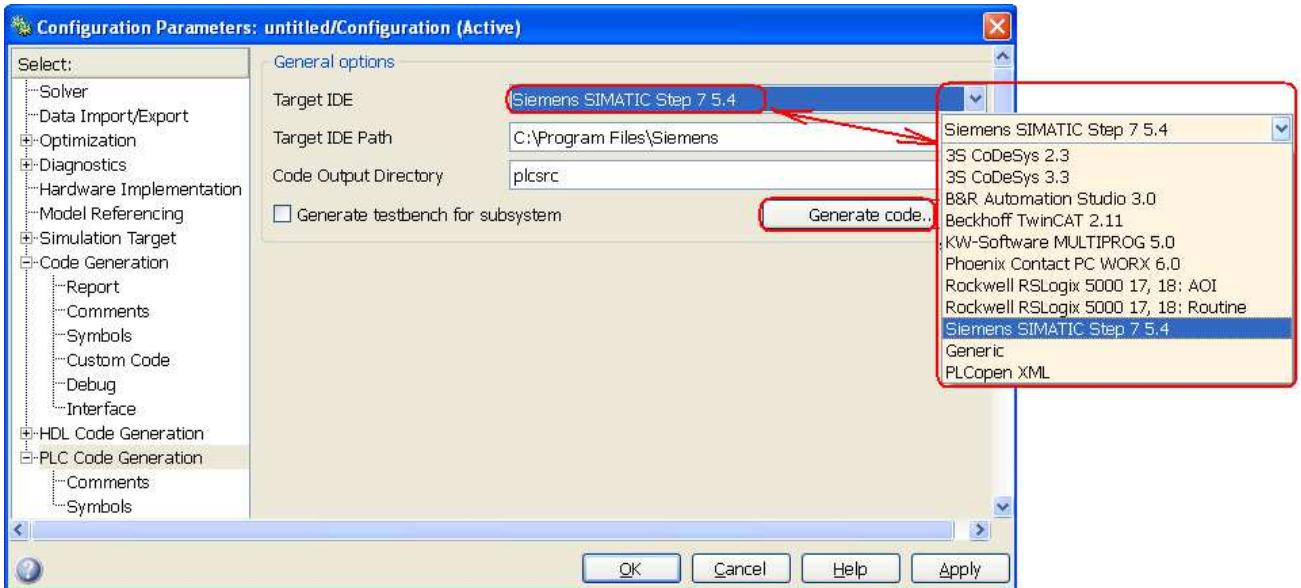 Configuration Parameters: untitled/Configuration (Active)
Select:
Solver
Data Import/Export
Optimization
Diagnostics
Hardware Implementation
Model Referencing
Simulation Target
Code Generation
Report
Comments
Symbols
Custom Code
Debug
Interface
HDL Code Generation
PLC Code Generation
Comments
Symbols
General options
Target IDE
Siemens SIMATIC Step 7 5.4
Target IDE Path
C:\Program Files\Siemens
Code Output Directory
plcsrc
Generate testbench for subsystem
Generate code..
Siemens SIMATIC Step 7 5.4
3S CoDeSys 2.3
3S CoDeSys 3.3
B&R Automation Studio 3.0
Beckhoff TwinCAT 2.11
KW-Software MULTIPROG 5.0
Phoenix Contact PC WORX 6.0
Rockwell RSLogix 5000 17, 18: AOI
Rockwell RSLogix 5000 17, 18: Routine
Siemens SIMATIC Step 7 5.4
Generic
PLCopen XML
OK
Cancel
Help
Apply